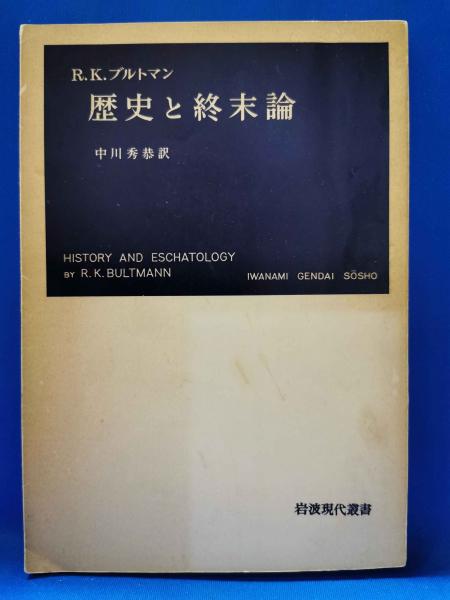 R.K.ブルトマン
歴史と終末論
中川秀恭訳
HISTORY AND ESCHATOLOGY
BY R.K.BULTMANN
IWANAMI GENDAI SŌSHO
岩波現代叢書